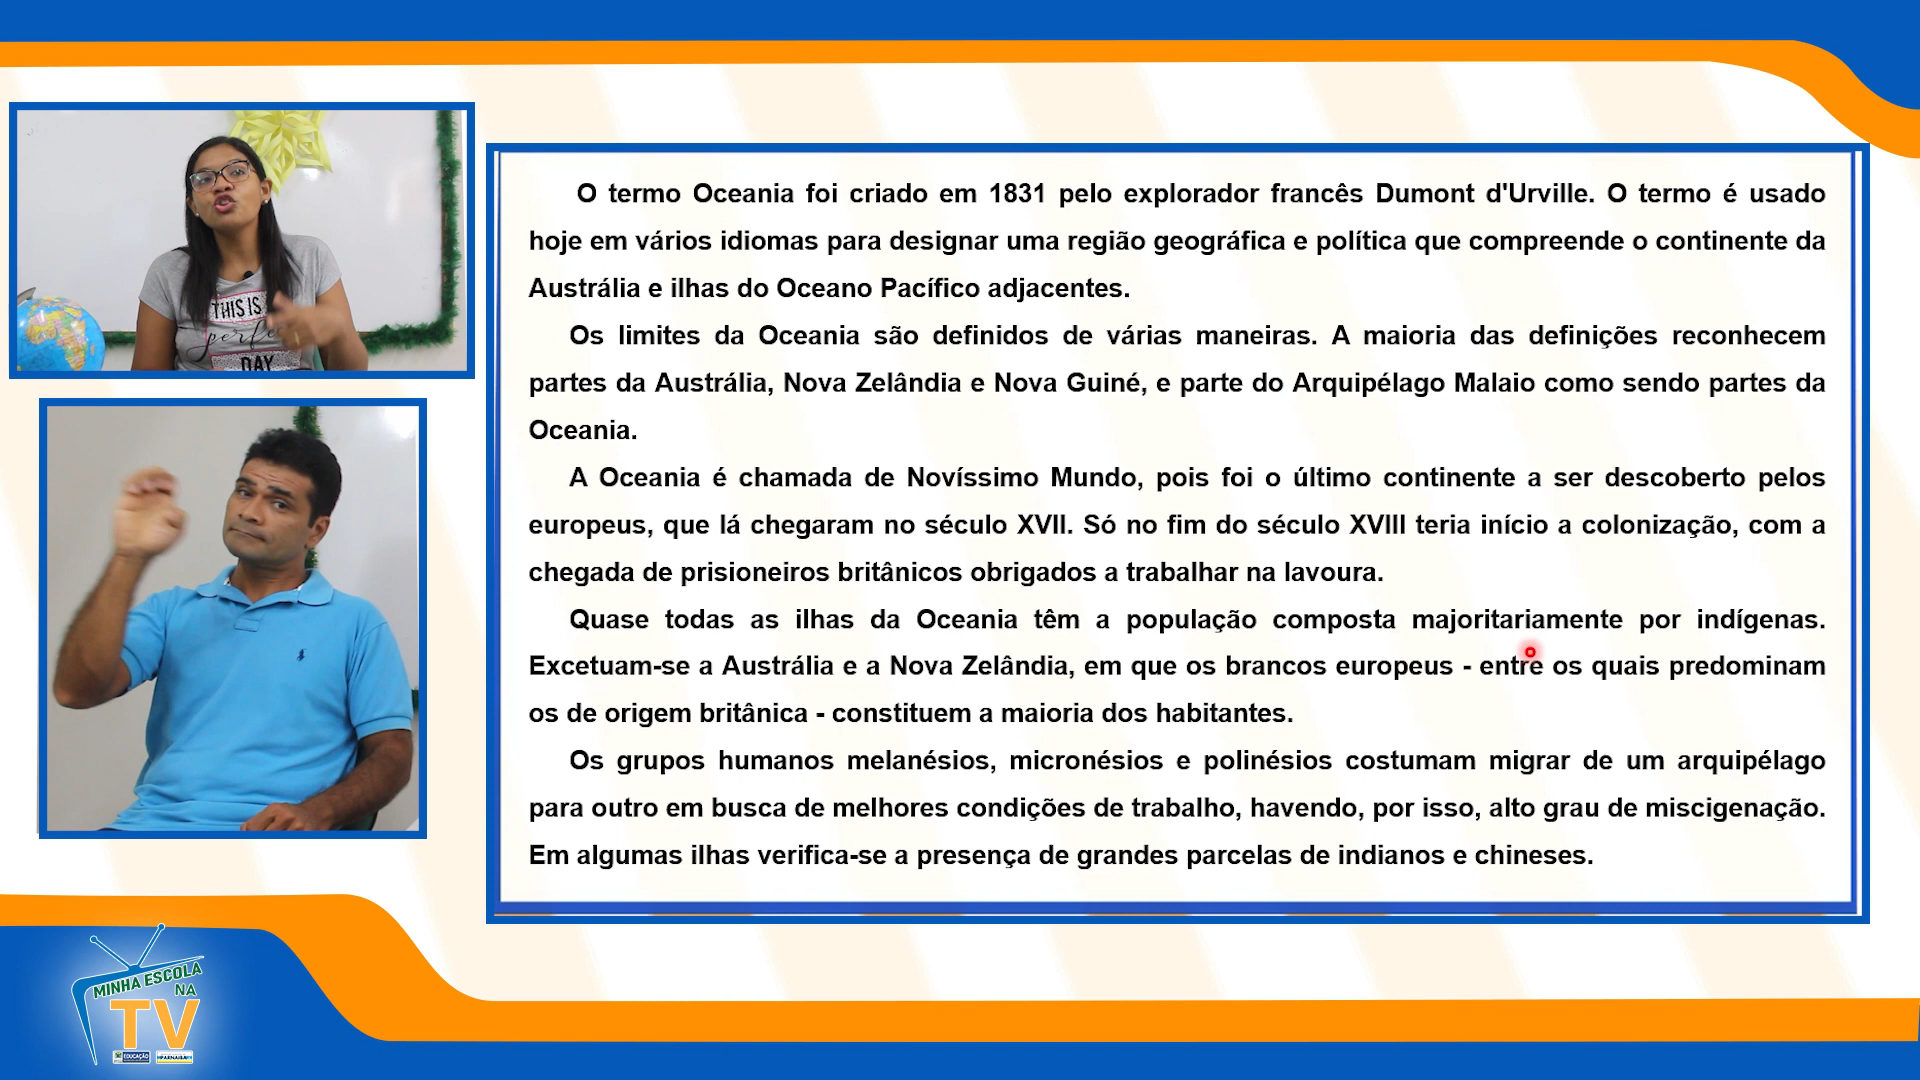 THIS IS
perfe
DAY
O termo Oceania foi criado em 1831 pelo explorador francês Dumont d'Urville. O termo é usado
hoje em vários idiomas para designar uma região geográfica e política que compreende o continente da
Austrália e ilhas do Oceano Pacífico adjacentes.
Os limites da Oceania são definidos de várias maneiras. A maioria das definições reconhecem
partes da Austrália, Nova Zelândia e Nova Guiné, e parte do Arquipélago Malaio como sendo partes da
Oceania.
A Oceania é chamada de Novíssimo Mundo, pois foi o último continente a ser descoberto pelos
europeus, que lá chegaram no século XVII. Só no fim do século XVIII teria início a colonização, com a
chegada de prisioneiros britânicos obrigados a trabalhar na lavoura.
Quase todas as ilhas da Oceania têm a população composta majoritariamente por indígenas.
Excetuam-se a Austrália e a Nova Zelândia, em que os brancos europeus - entre os quais predominam
os de origem britânica - constituem a maioria dos habitantes.
Os grupos humanos melanésios, micronésios e polinésios costumam migrar de um arquipélago
para outro em busca de melhores condições de trabalho, havendo, por isso, alto grau de miscigenação.
Em algumas ilhas verifica-se a presença de grandes parcelas de indianos e chineses.
MINHA ESCOLA
NA
TV
EDUCAÇÃO
PARNAÍBA